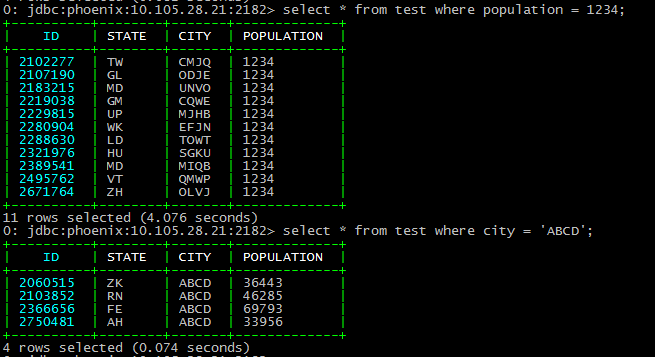 0: jdbc:phoenix:10.105.28.21:2182> select * from test where population = 1234;
+----------+--------+-------+-------------+
| ID | STATE | CITY | POPULATION |
+----------+--------+-------+-------------+
| 2102277 | TW | CMJQ | 1234 |
| 2107190 | GL | ODJE | 1234 |
| 2183215 | MD | UNVO | 1234 |
| 2219038 | GM | CQWE | 1234 |
| 2229815 | UP | MJHB | 1234 |
| 2280904 | WK | EFJN | 1234 |
| 2288630 | LD | TOWT | 1234 |
| 2321976 | HU | SGKU | 1234 |
| 2389541 | MD | MIQB | 1234 |
| 2495762 | VT | QMWP | 1234 |
| 2671764 | ZH | OLVJ | 1234 |
+----------+--------+-------+-------------+
11 rows selected (4.076 seconds)
0: jdbc:phoenix:10.105.28.21:2182> select * from test where city = 'ABCD';
+----------+--------+-------+-------------+
| ID | STATE | CITY | POPULATION |
+----------+--------+-------+-------------+
| 2060515 | ZK | ABCD | 36443 |
| 2103852 | RN | ABCD | 46285 |
| 2366656 | FE | ABCD | 69793 |
| 2750481 | AH | ABCD | 33956 |
+----------+--------+-------+-------------+
4 rows selected (0.074 seconds)